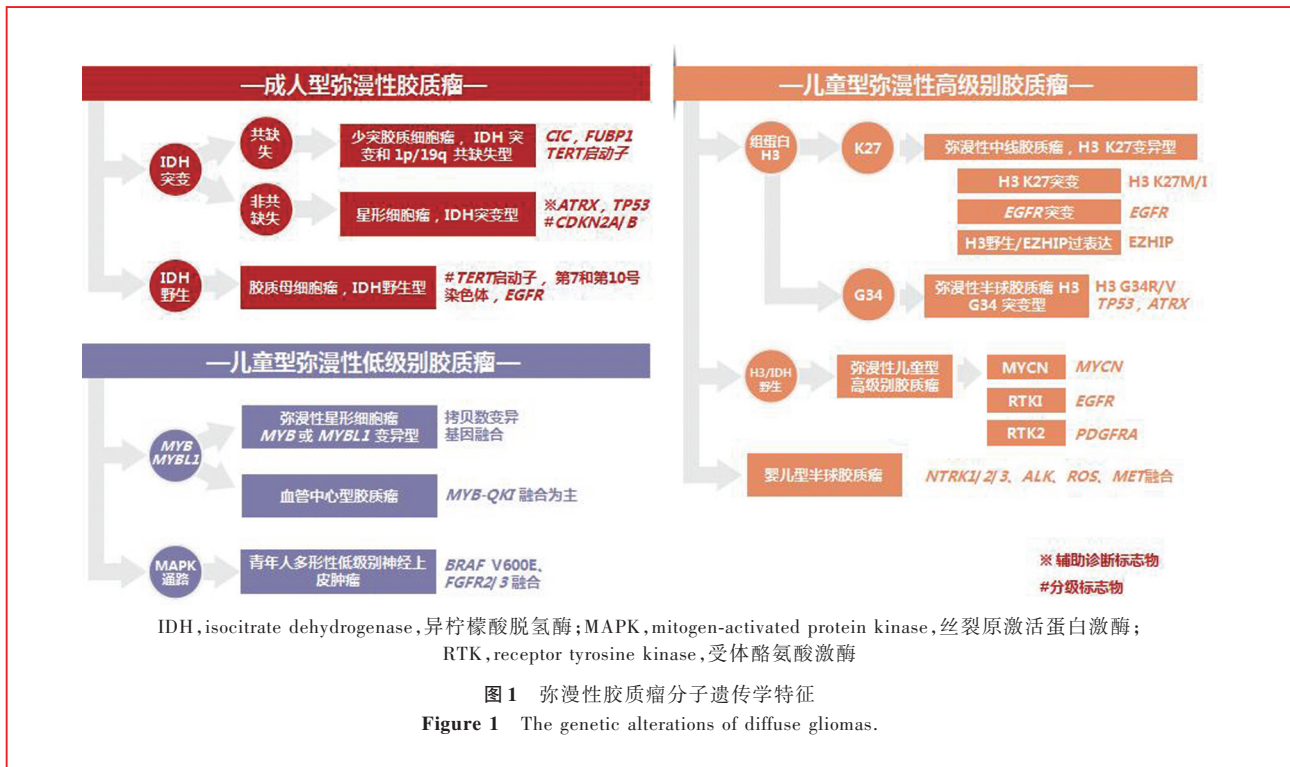 —成人型弥漫性胶质瘤—
IDH
突变
共缺
失
少突胶质细胞瘤，IDH 突
变和 1p/19q 共缺失型
CIC，FUBP1
TERT启动子
非共
缺失
星形细胞瘤，IDH突变型
※ATRX，TP53
#CDKN2A/B
IDH
野生
胶质母细胞瘤，IDH野生型
#TERT启动子，第7和第10号
染色体，EGFR
—儿童型弥漫性低级别胶质瘤—
MYB
MYBL1
弥漫性星形细胞瘤
MYB 或 MYBL1 变异型
拷贝数变异
基因融合
血管中心型胶质瘤
MYB-QKI 融合为主
MAPK
通路
青年人多形性低级别神经上
皮肿瘤
BRAF V600E、
FGFR2/3 融合
—儿童型弥漫性高级别胶质瘤—
组蛋白
H3
K27
弥漫性中线胶质瘤，H3 K27变异型
H3 K27突变
H3 K27M/I
EGFR突变
EGFR
H3野生/EZHIP过表达
EZHIP
G34
弥漫性半球胶质瘤 H3
G34 突变型
H3 G34R/V
TP53，ATRX
H3/IDH
野生
弥漫性儿童型
高级别胶质瘤
MYCN
MYCN
RTKI
EGFR
RTK2
PDGFRA
婴儿型半球胶质瘤
NTRK1/2/3、ALK、ROS、MET融合
※ 辅助诊断标志物
#分级标志物
IDH，isocitrate dehydrogenase，异柠檬酸脱氢酶；MAPK，mitogen-activated protein kinase，丝裂原激活蛋白激酶；
RTK，receptor tyrosine kinase，受体酪氨酸激酶
图1 弥漫性胶质瘤分子遗传学特征
Figure 1 The genetic alterations of diffuse gliomas.